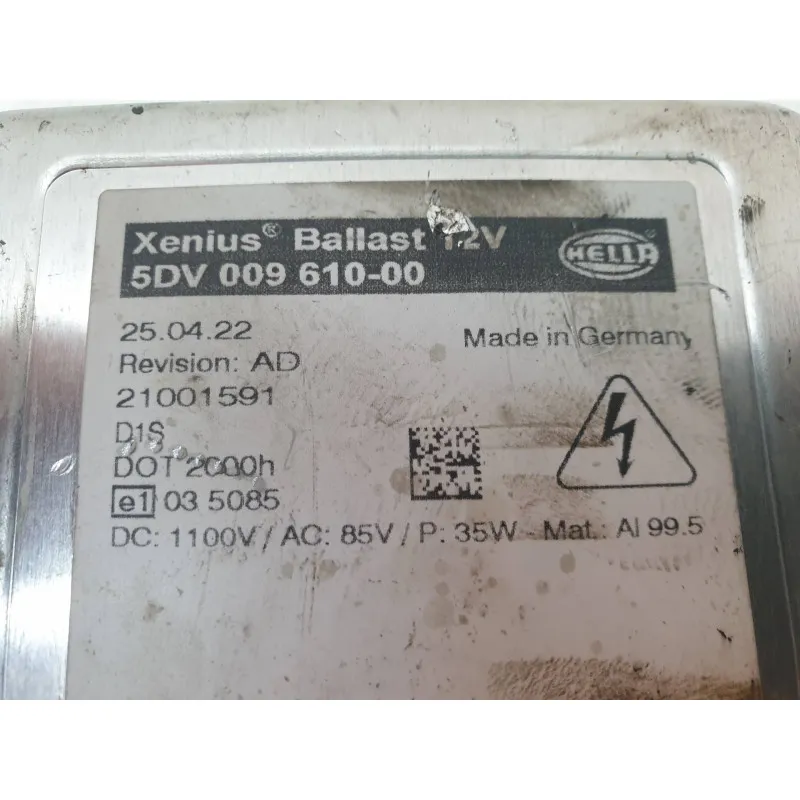 Xenius® Ballast 12V
5DV 009 610-00
HELLA
25.04.22
Made in Germany
Revision: AD
21001591
D1S
DOT 2000h
e1 03 5085
DC: 1100V / AC: 85V / P: 35W - Mat.: Al 99.5